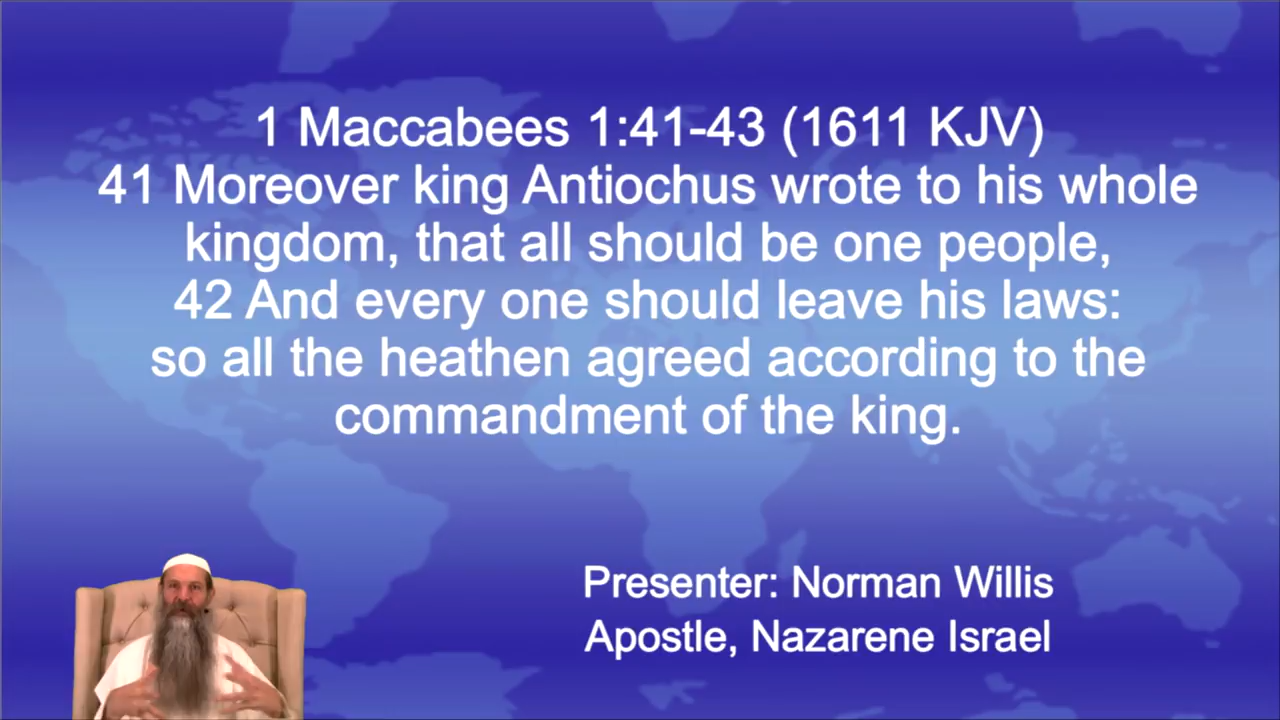 1 Maccabees 1:41-43 (1611 KJV)
41 Moreover king Antiochus wrote to his whole
kingdom, that all should be one people,
42 And every one should leave his laws:
so all the heathen agreed according to the
commandment of the king.
Presenter: Norman Willis
Apostle, Nazarene Israel